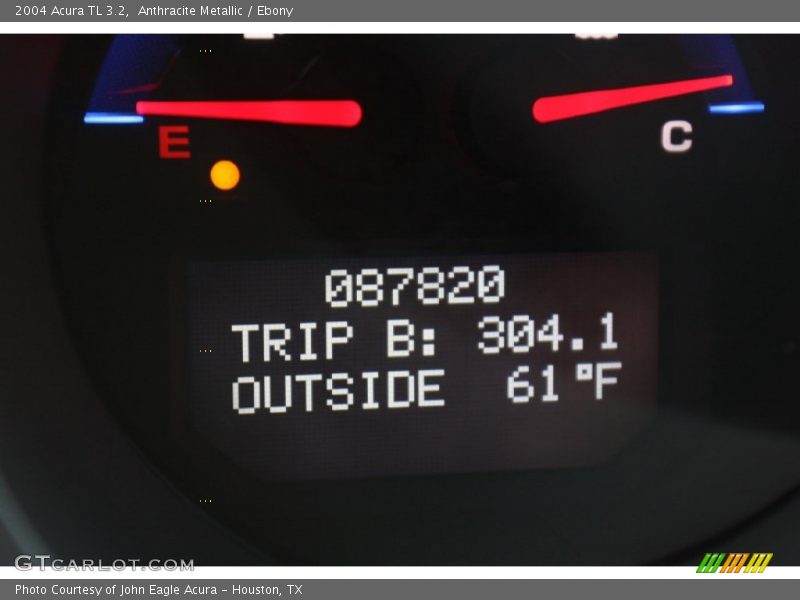 2004 Acura TL 3.2,  Anthracite Metallic / Ebony
E
C
087820
TRIP B: 304.1
OUTSIDE 61°F
GTCARLOT.COM
Photo Courtesy of John Eagle Acura - Houston, TX